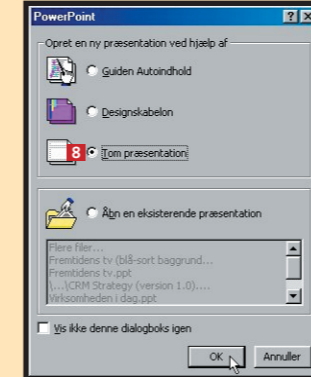 PowerPoint
Opret en ny præsentation ved hjælp af
Guiden Autoindhold
Designskabelon
8
Tom præsentation
Åbn en eksisterende præsentation
Flere filer...
Fremtidens tv (blå-sort baggrund...
Fremtidens tv.ppt
\...\CRM Strategy (version 1.0)....
Virksomheden i dag.ppt
Vis ikke denne dialogboks igen
OK
Annuller